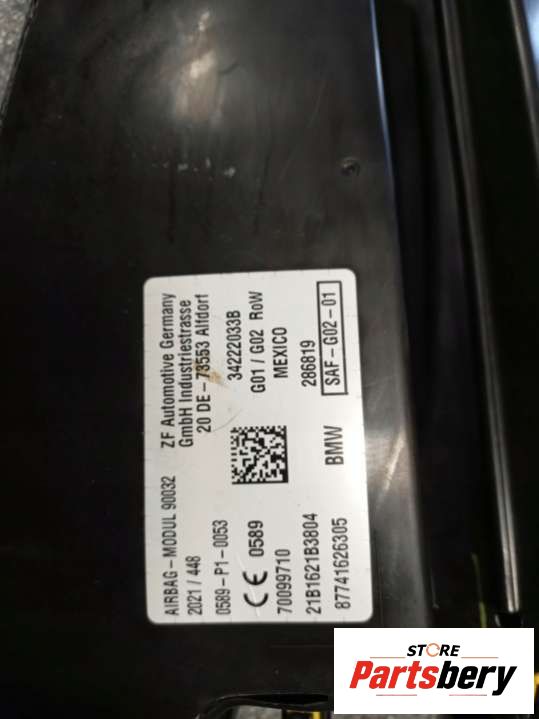 AIRBAG-MODUL 90032
2021 / 448
0589-P1-0053
CE 0589
70099710
21B1621B3804
87741626305
ZF Automotive Germany
GmbH Industriestrasse
20 DE-73553 Alfdorf
34222033B
G01 / G02 RoW
MEXICO
286819
BMW
SAF-G02-01
STORE
Partsbery